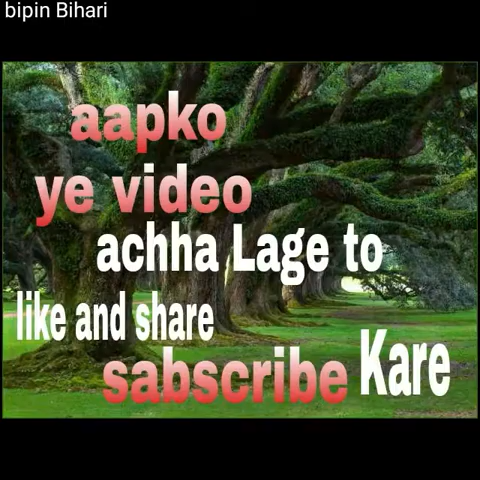 bipin Bihari
aapko
ye video
achha Lage to
like and share
sabscribe Kare